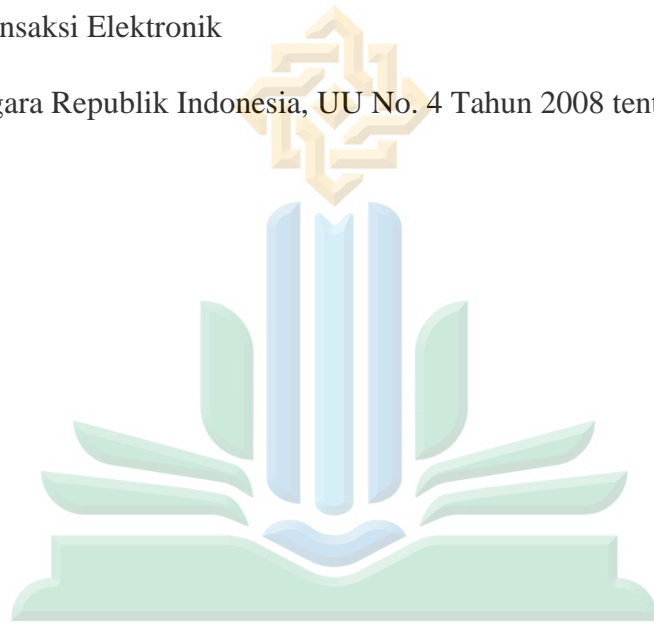 nsaksi Elektronik
gara Republik Indonesia, UU No. 4 Tahun 2008 tent